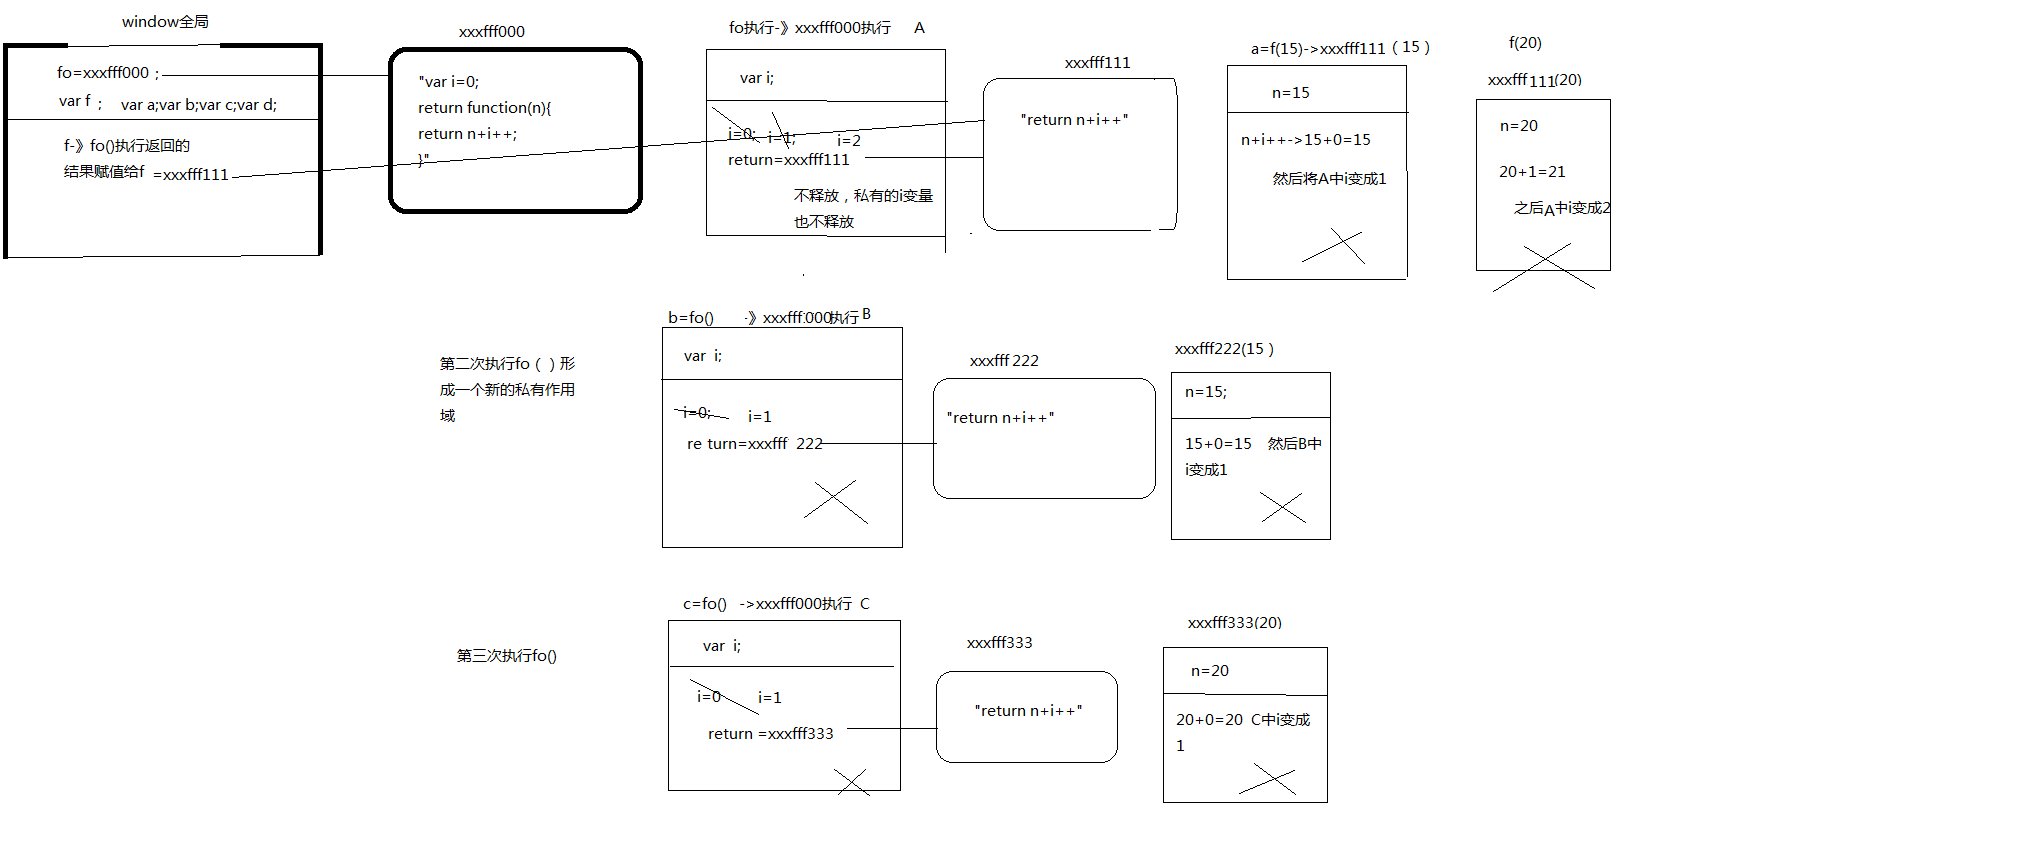 window全局
fo=xxxfff000；
var f ； var a;var b;var c;var d;
f-》fo()执行返回的
结果赋值给f =xxxfff111
xxxfff000
"var i=0;
return function(n){
return n+i++;
}"
fo执行-》xxxfff000执行 A
var i;
i=0; i=1; i=2
return=xxxfff111
不释放，私有的i变量
也不释放
xxxfff111
"return n+i++"
a=f(15)->xxxfff111（15）
n=15
n+i++->15+0=15
然后将A中i变成1
f(20)
xxxfff111(20)
n=20
20+1=21
之后A中i变成2
第二次执行fo（）形
成一个新的私有作用
域
b=fo() -》xxxfff000执行 B
var i;
i=0; i=1
re turn=xxxfff 222
xxxfff 222
"return n+i++"
xxxfff222(15）
n=15;
15+0=15 然后B中
i变成1
第三次执行fo()
c=fo() ->xxxfff000执行 C
var i;
i=0 i=1
return =xxxfff333
xxxfff333
"return n+i++"
xxxfff333(20)
n=20
20+0=20 C中i变成
1